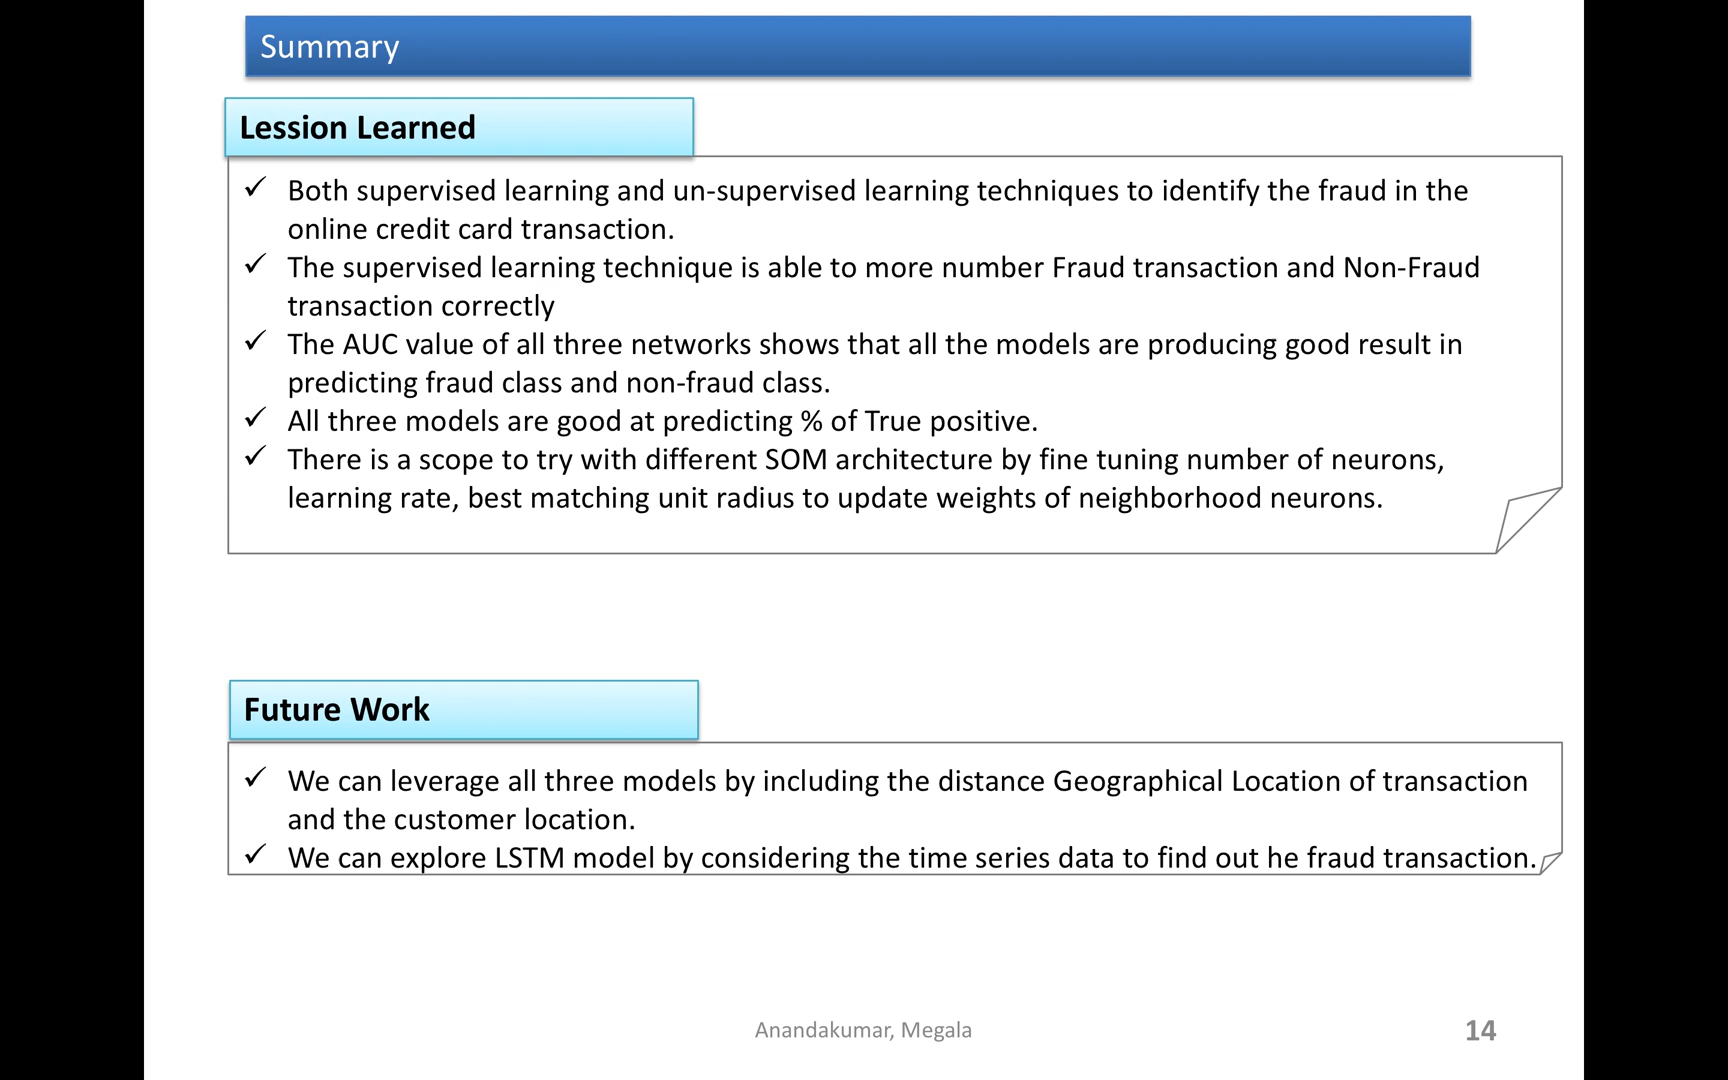 Summary
Lession Learned
✓ Both supervised learning and un-supervised learning techniques to identify the fraud in the
online credit card transaction.
✓ The supervised learning technique is able to more number Fraud transaction and Non-Fraud
transaction correctly
✓ The AUC value of all three networks shows that all the models are producing good result in
predicting fraud class and non-fraud class.
✓ All three models are good at predicting % of True positive.
✓ There is a scope to try with different SOM architecture by fine tuning number of neurons,
learning rate, best matching unit radius to update weights of neighborhood neurons.
Future Work
✓ We can leverage all three models by including the distance Geographical Location of transaction
and the customer location.
✓ We can explore LSTM model by considering the time series data to find out he fraud transaction.
Anandakumar, Megala
14